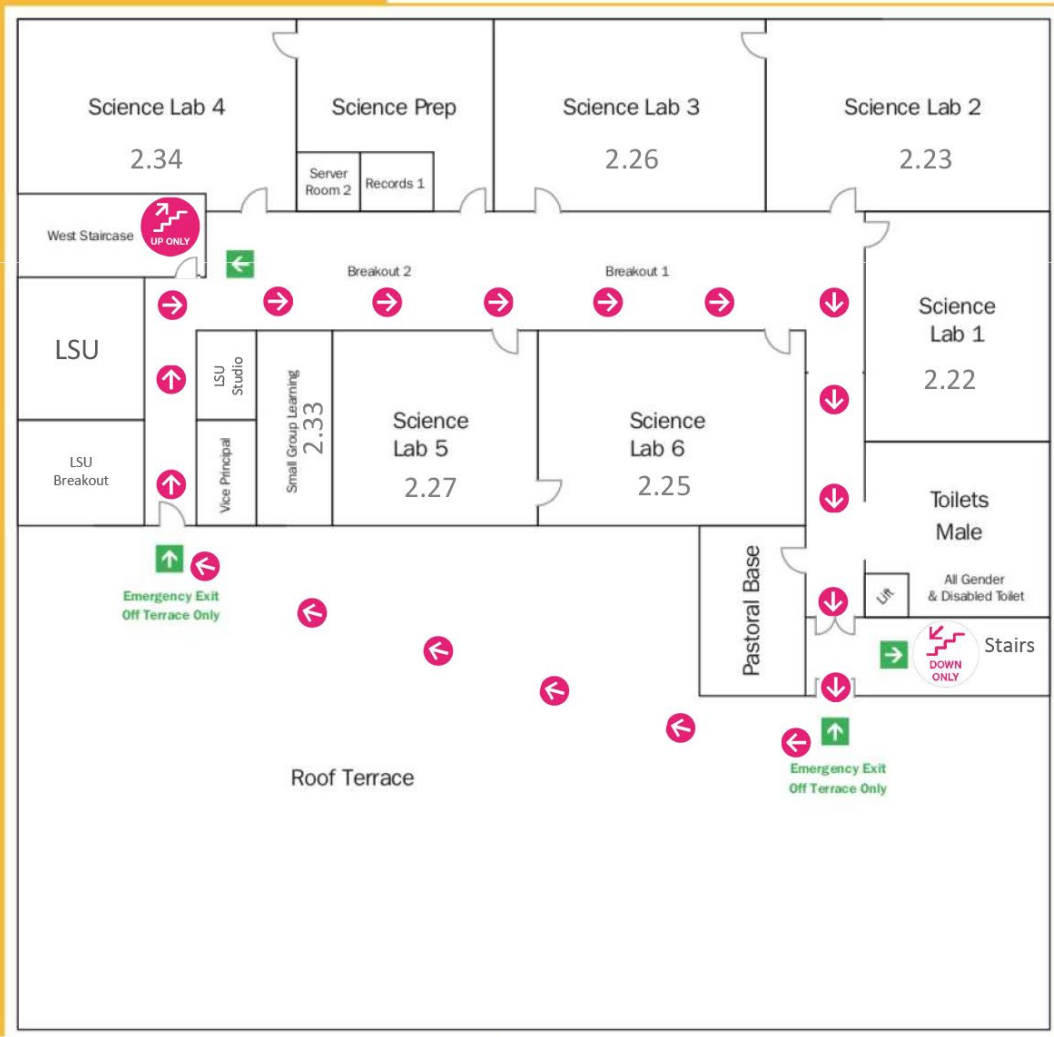 Science Lab 4
2.34
Science Prep
Server
Room 2
Records 1
Science Lab 3
2.26
Science Lab 2
2.23
West Staircase
UP ONLY
Breakout 2
Breakout 1
Science
Lab 1
2.22
LSU
LSU
Studio
Small Group Learning
2.33
Science
Lab 5
2.27
Science
Lab 6
2.25
LSU
Breakout
Vice Principal
Toilets
Male
All Gender
& Disabled Toilet
Lift
Pastoral Base
Emergency Exit
Off Terrace Only
Stairs
DOWN
ONLY
Emergency Exit
Off Terrace Only
Roof Terrace